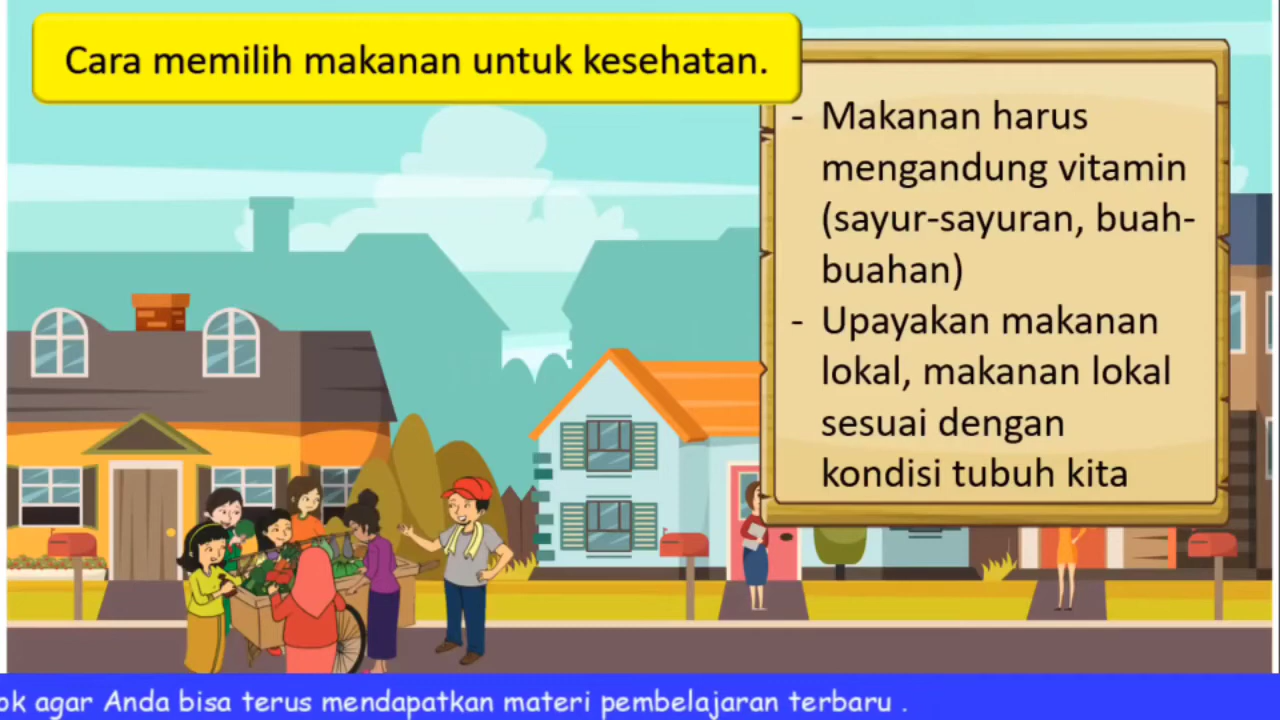 Cara memilih makanan untuk kesehatan.
- Makanan harus
mengandung vitamin
(sayur-sayuran, buah-
buahan)
- Upayakan makanan
lokal, makanan lokal
sesuai dengan
kondisi tubuh kita
agar Anda bisa terus mendapatkan materi pembelajaran terbaru .